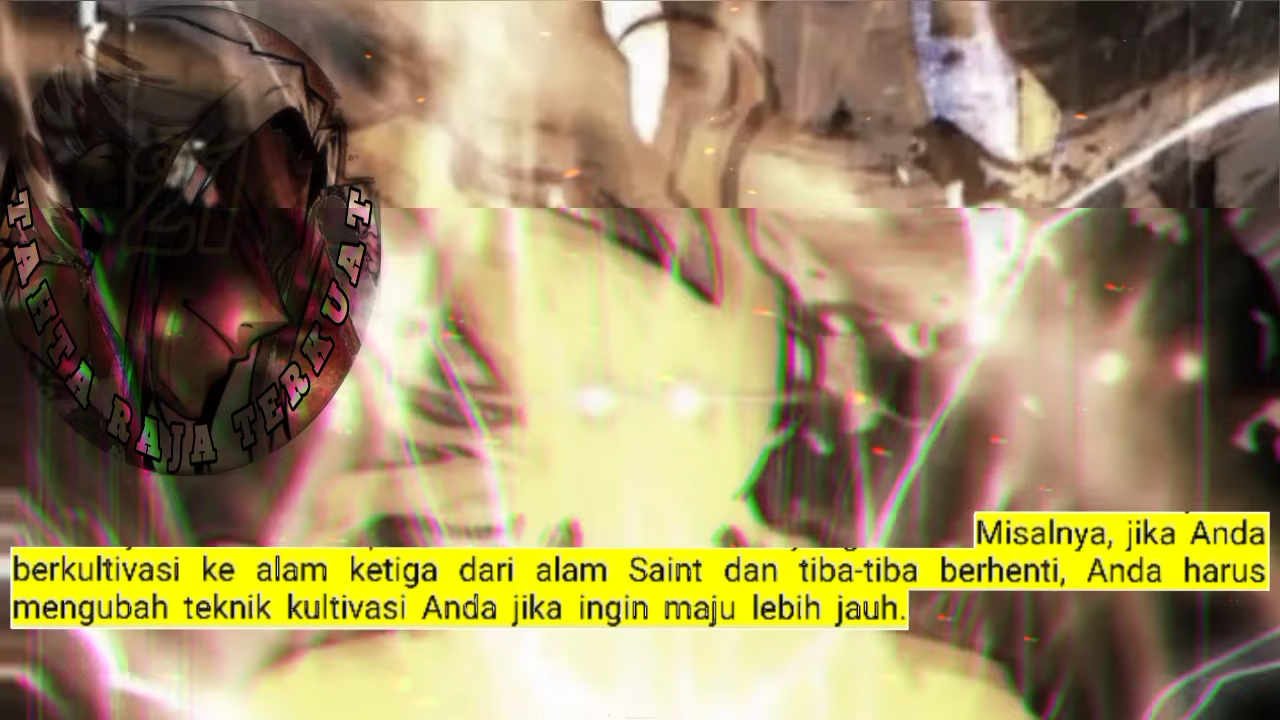 TAHTA RAJA TERKUAT
Misalnya, jika Anda
berkultivasi ke alam ketiga dari alam Saint dan tiba-tiba berhenti, Anda harus
mengubah teknik kultivasi Anda jika ingin maju lebih jauh.